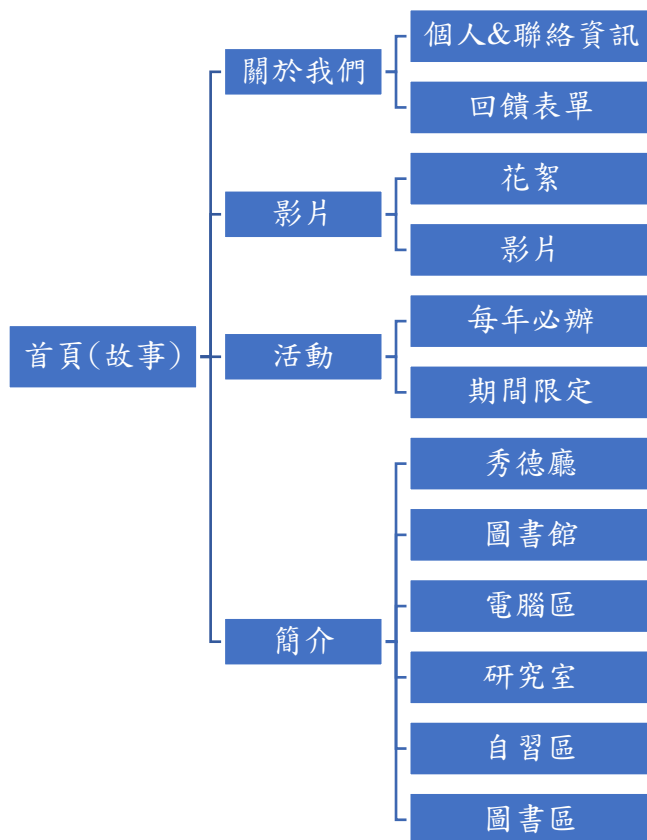 首頁(故事)
關於我們
個人&聯絡資訊
回饋表單
影片
花絮
影片
活動
每年必辦
期間限定
簡介
秀德廳
圖書館
電腦區
研究室
自習區
圖書區